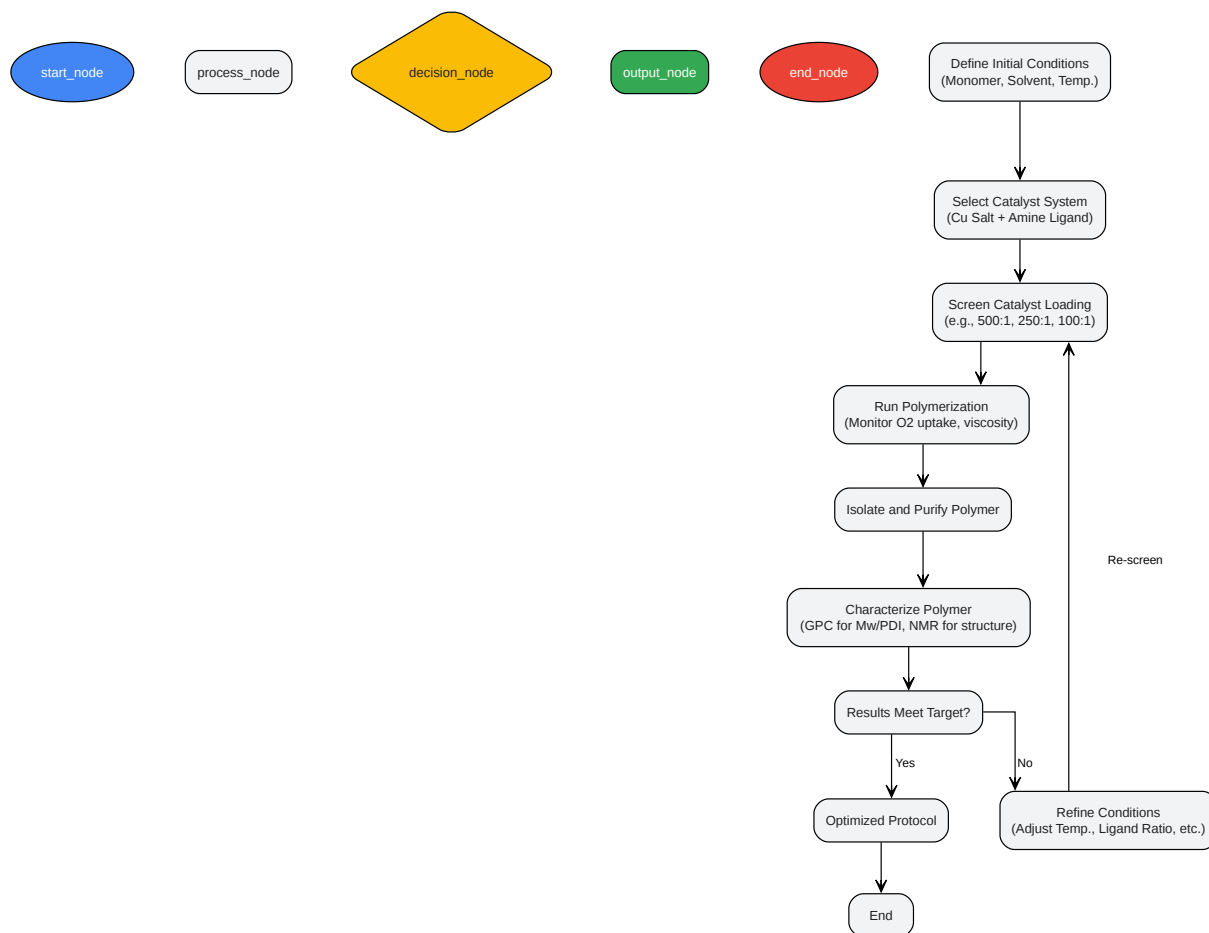 start_node
process_node
decision_node
output_node
end_node
Define Initial Conditions
(Monomer, Solvent, Temp.)
Select Catalyst System
(Cu Salt + Amine Ligand)
Screen Catalyst Loading
(e.g., 500:1, 250:1, 100:1)
Run Polymerization
(Monitor O2 uptake, viscosity)
Isolate and Purify Polymer
Re-screen
Characterize Polymer
(GPC for Mw/PDI, NMR for structure)
Results Meet Target?
Yes
No
Optimized Protocol
Refine Conditions
(Adjust Temp., Ligand Ratio, etc.)
End